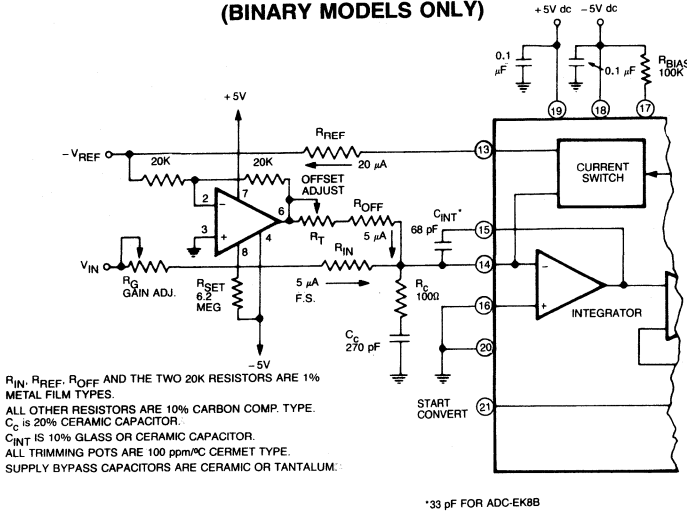 (BINARY MODELS ONLY)
+5V dc
-5V dc
0.1 µF
0.1 µF
RBIAS
100K
19
18
17
+5V
-VREF
20K
20K
RREF
20 µA
13
CURRENT SWITCH
OFFSET ADJUST
2
-
7
6
3
+
4
8
RT
ROFF
5 µA
CINT*
68 pF
15
VIN
RG
GAIN ADJ.
RSET
6.2 MEG
RIN
5 µA
F.S.
14
-
+
INTEGRATOR
RC
100Ω
16
CC
270 pF
20
-5V
START CONVERT
21
RIN, RREF, ROFF AND THE TWO 20K RESISTORS ARE 1%
METAL FILM TYPES.
ALL OTHER RESISTORS ARE 10% CARBON COMP. TYPE.
Cc is 20% CERAMIC CAPACITOR.
CINT IS 10% GLASS OR CERAMIC CAPACITOR.
ALL TRIMMING POTS ARE 100 ppm/ºC CERMET TYPE.
SUPPLY BYPASS CAPACITORS ARE CERAMIC OR TANTALUM.
*33 pF FOR ADC-EK8B